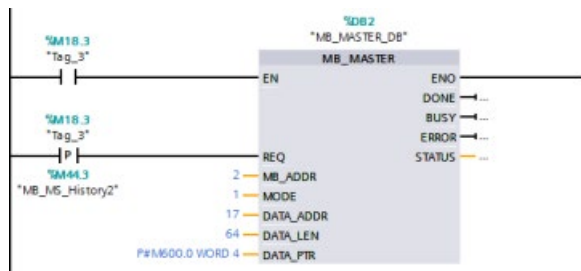 %DB2
"MB_MASTER_DB"
%M18.3
"Tag_3"
MB_MASTER
EN
ENO
DONE
...
BUSY
...
ERROR
...
%M18.3
"Tag_3"
P
REQ
STATUS
...
%M44.3
"MB_MS_History2"
2
MB_ADDR
1
MODE
17
DATA_ADDR
64
DATA_LEN
P#M600.0 WORD 4
DATA_PTR